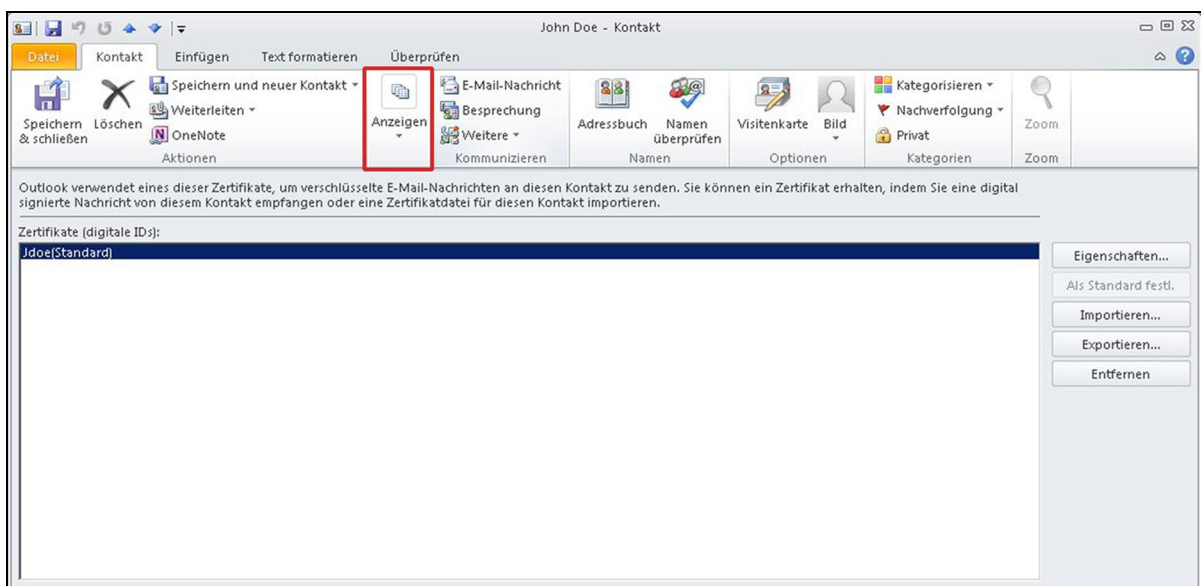 John Doe - Kontakt
Datei Kontakt Einfügen Text formatieren Überprüfen
Speichern & schließen
Löschen
Speichern und neuer Kontakt
Weiterleiten
OneNote
Aktionen
Anzeigen
E-Mail-Nachricht
Besprechung
Weitere
Kommunizieren
Adressbuch
Namen überprüfen
Namen
Visitenkarte
Bild
Optionen
Kategorisieren
Nachverfolgung
Privat
Kategorien
Zoom
Zoom
Outlook verwendet eines dieser Zertifikate, um verschlüsselte E-Mail-Nachrichten an diesen Kontakt zu senden. Sie können ein Zertifikat erhalten, indem Sie eine digital
signierte Nachricht von diesem Kontakt empfangen oder eine Zertifikatdatei für diesen Kontakt importieren.
Zertifikate (digitale IDs):
Jdoe(Standard)
Eigenschaften...
Als Standard festl.
Importieren...
Exportieren...
Entfernen